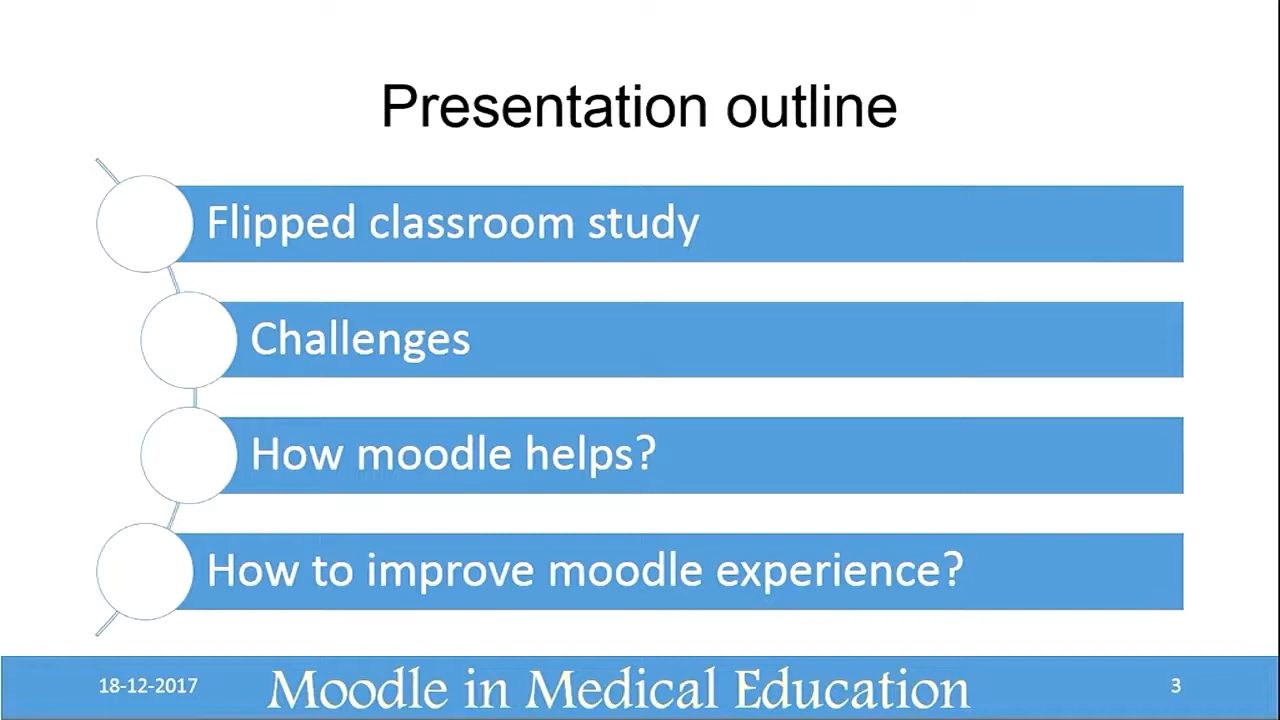 Presentation outline
Flipped classroom study
Challenges
How moodle helps?
How to improve moodle experience?
18-12-2017
Moodle in Medical Education
3